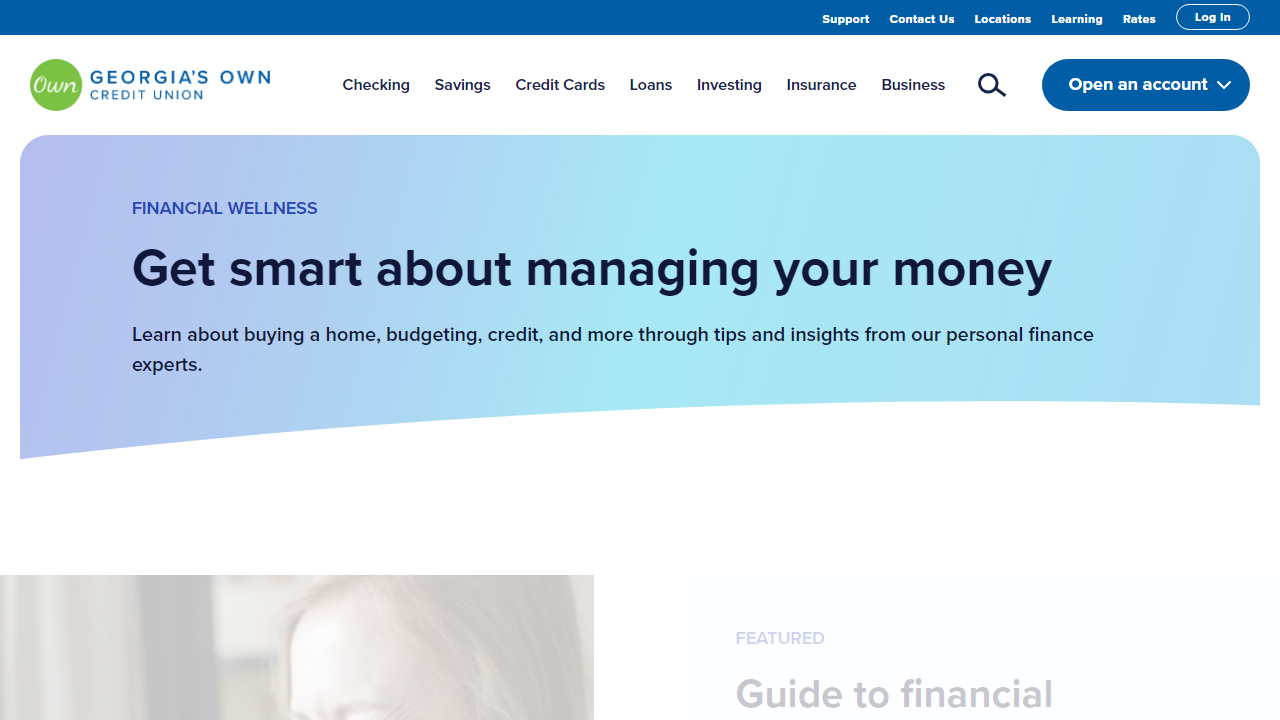 Support Contact Us Locations Learning Rates Log In
Own GEORGIA'S OWN
CREDIT UNION
Checking Savings Credit Cards Loans Investing Insurance Business Open an account
FINANCIAL WELLNESS
Get smart about managing your money
Learn about buying a home, budgeting, credit, and more through tips and insights from our personal finance
experts.
FEATURED
Guide to financial